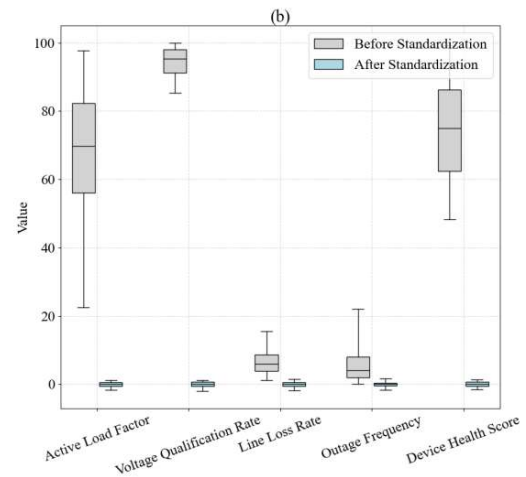 (b)
Before Standardization
After Standardization
100
80
60
40
20
0
Value
Active Load Factor
Voltage Qualification Rate
Line Loss Rate
Outage Frequency
Device Health Score